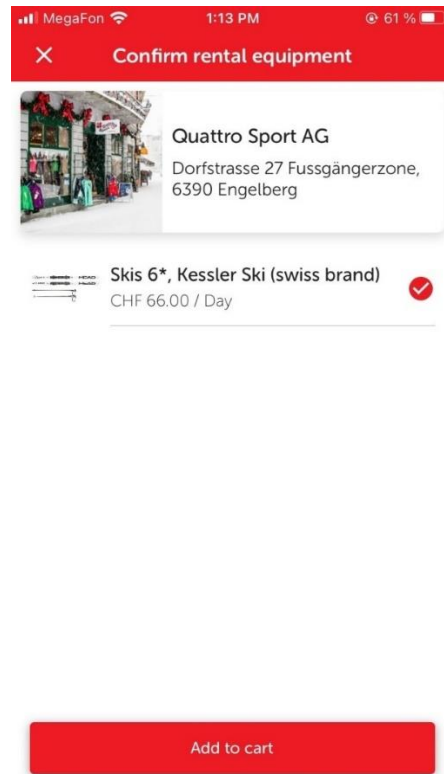 MegaFon 1:13 PM 61 %
Confirm rental equipment
Quattro Sport AG
Dorfstrasse 27 Fussgängerzone,
6390 Engelberg
Skis 6*, Kessler Ski (swiss brand)
CHF 66.00 / Day
HEAD
Add to cart